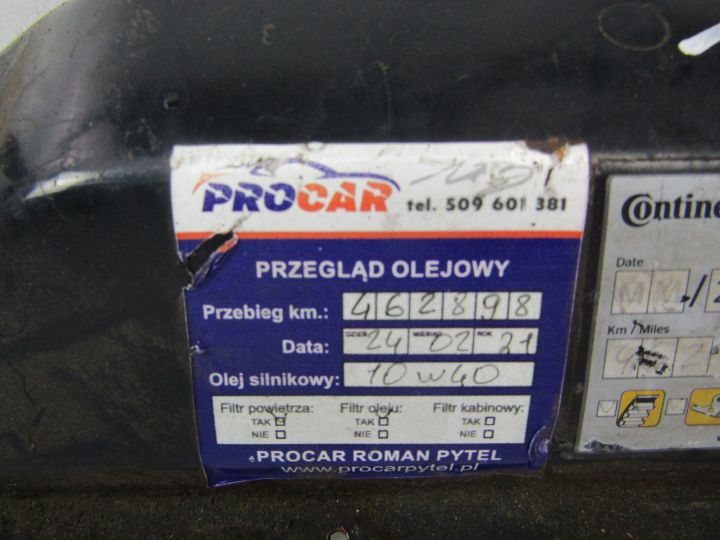 PROCAR
tel. 509 601 381
PRZEGLĄD OLEJOWY
Przebieg km.: 462898
Data: DZIEŃ 24 MIESIĄC 02 ROK 21
Olej silnikowy: 10w40
Filtr powietrza: Filtr oleju: Filtr kabinowy:
TAK TAK TAK
NIE NIE NIE
PROCAR ROMAN PYTEL
www.procarpytel.pl
Contine
Date
MM/2
Km / Miles